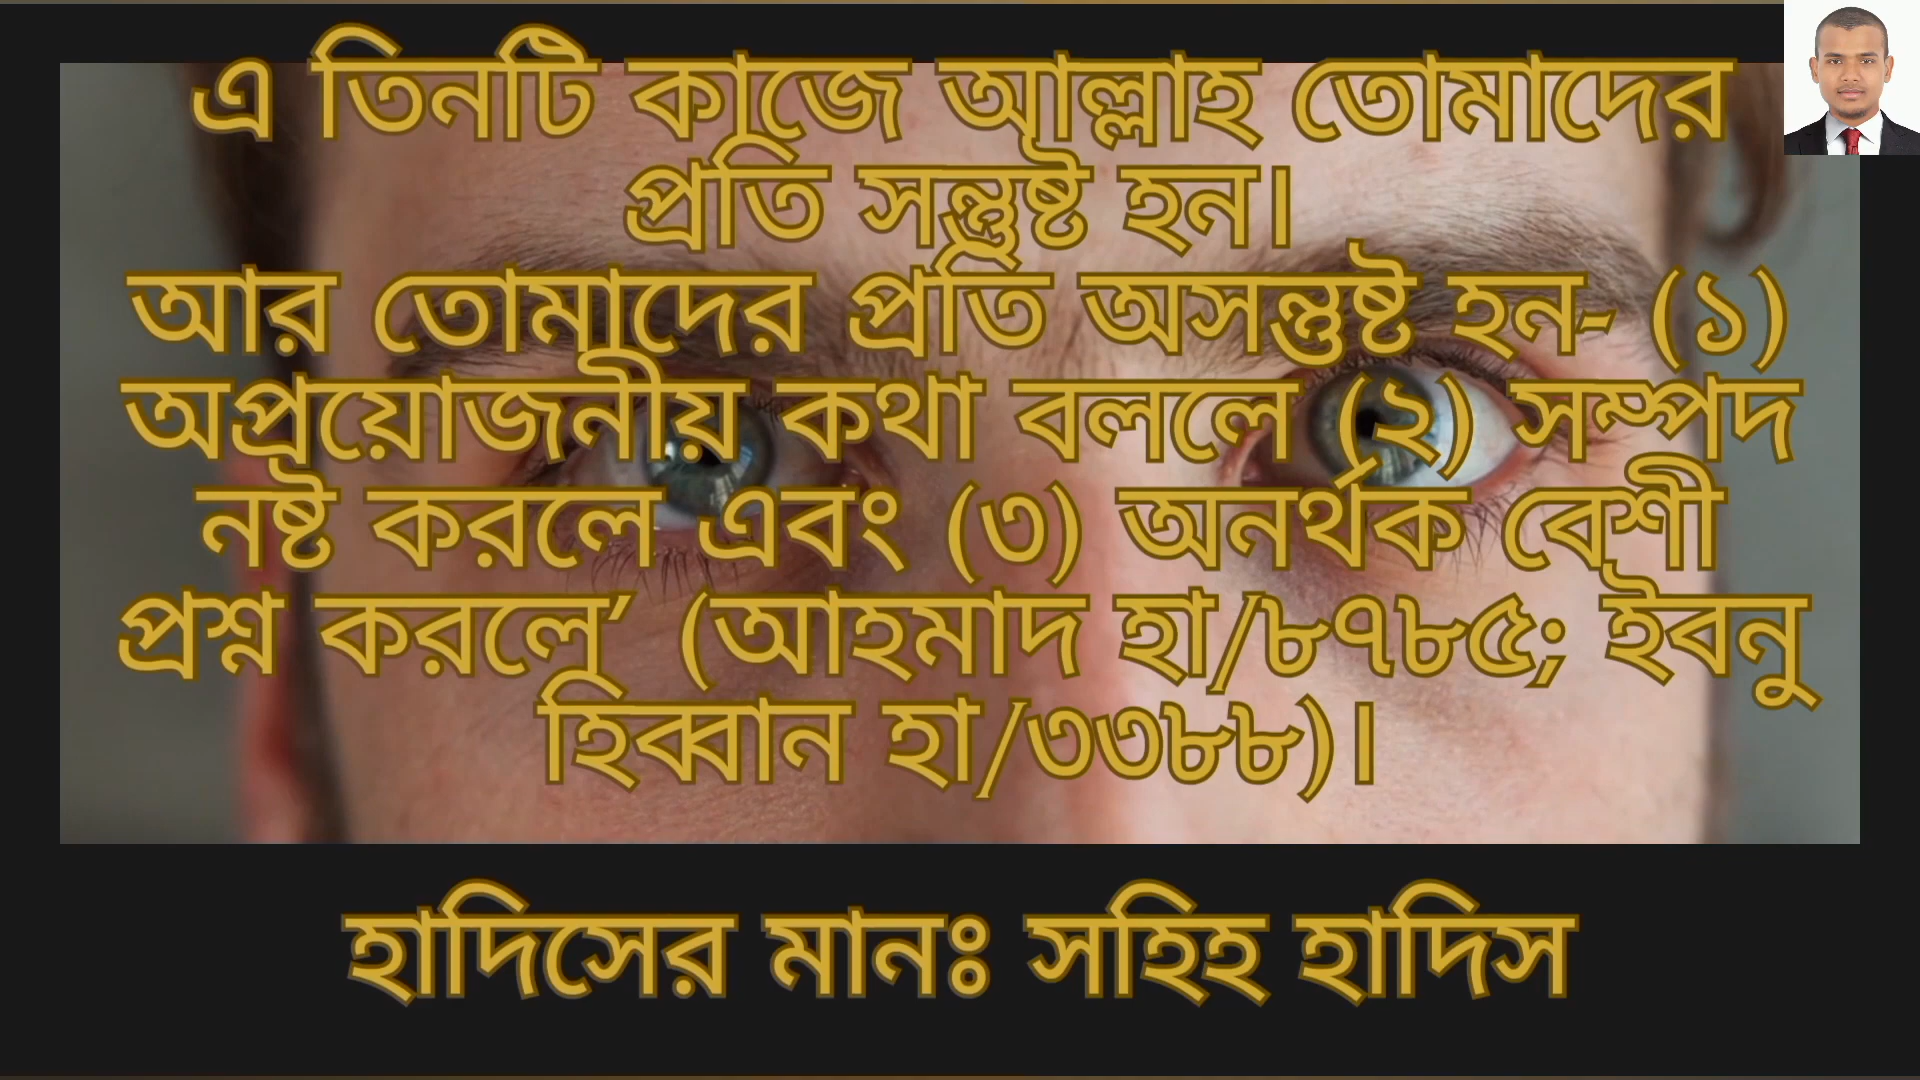 এ তিনটি কাজে আল্লাহ তোমাদের
প্রতি সন্তুষ্ট হন।
আর তোমাদের প্রতি অসন্তুষ্ট হন- (১)
অপ্রয়োজনীয় কথা বললে (২) সম্পদ
নষ্ট করলে এবং (৩) অনর্থক বেশী
প্রশ্ন করলে’ (আহমাদ হা/৮৭৮৫; ইবনু
হিব্বান হা/৩৩৮৮)।
হাদিসের মানঃ সহিহ হাদিস